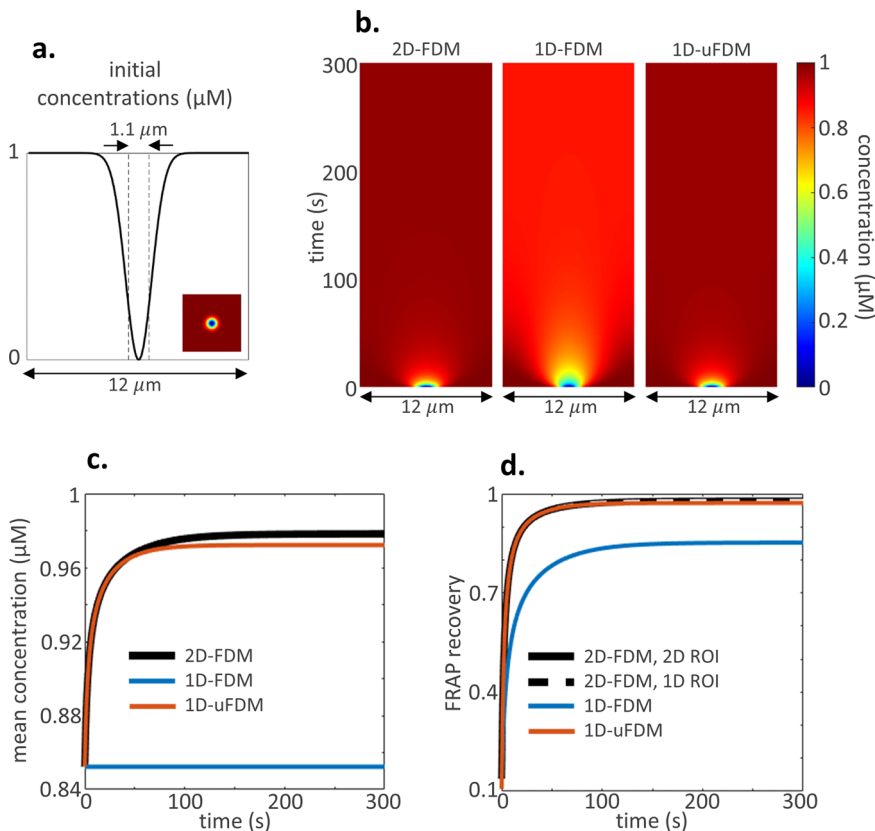 a.
initial
concentrations (µM)
1.1 µm
1
0
12 µm
b.
2D-FDM 1D-FDM 1D-uFDM
300
200
100
0
time (s)
12 µm 12 µm 12 µm
1
0.8
0.6
0.4
0.2
0
concentration (µM)
c.
1
0.96
0.92
0.88
0.84
mean concentration (µM)
2D-FDM
1D-FDM
1D-uFDM
0 100 200 300
time (s)
d.
1
0.7
0.4
0.1
FRAP recovery
2D-FDM, 2D ROI
2D-FDM, 1D ROI
1D-FDM
1D-uFDM
0 100 200 300
time (s)